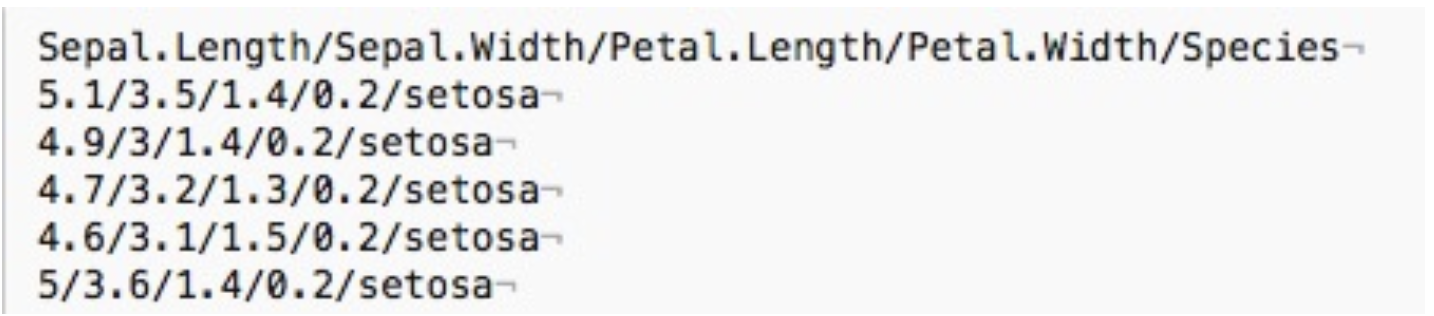 Sepal.Length/Sepal.Width/Petal.Length/Petal.Width/Species¬
5.1/3.5/1.4/0.2/setosa¬
4.9/3/1.4/0.2/setosa¬
4.7/3.2/1.3/0.2/setosa¬
4.6/3.1/1.5/0.2/setosa¬
5/3.6/1.4/0.2/setosa¬